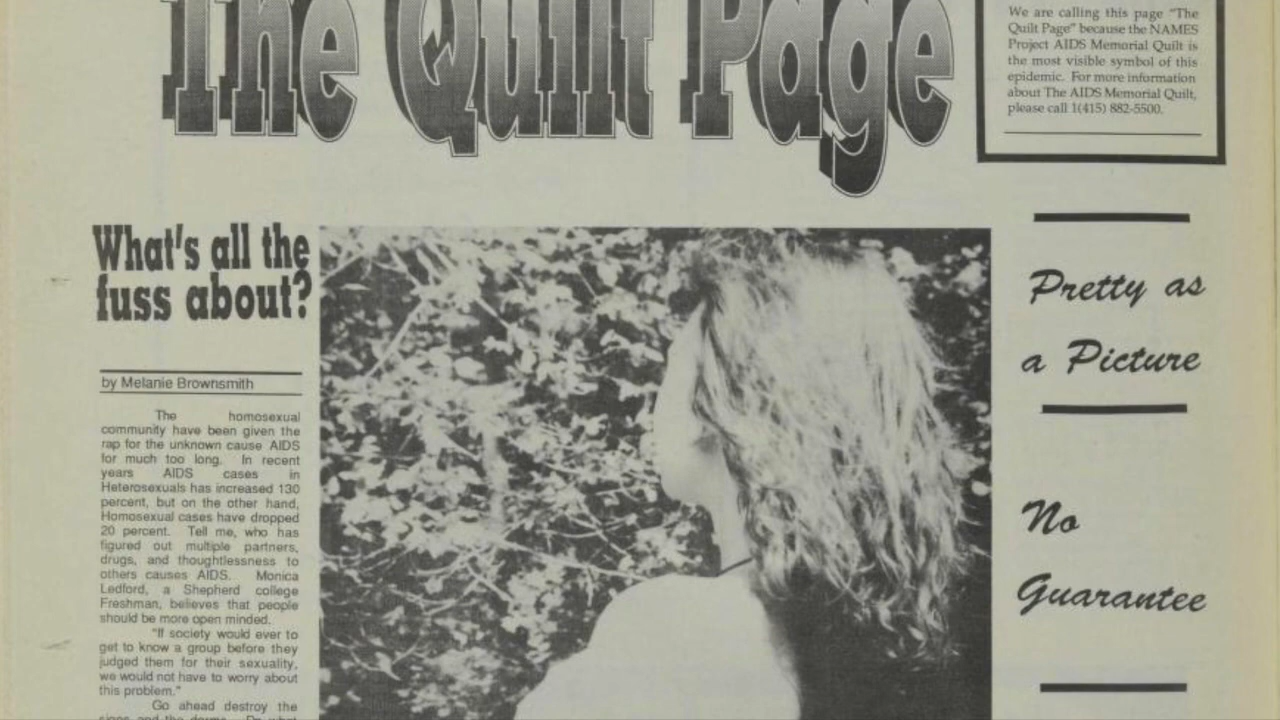 The Quilt Page
We are calling this page "The
Quilt Page" because the NAMES
Project AIDS Memorial Quilt is
the most visible symbol of this
epidemic. For more information
about The AIDS Memorial Quilt,
please call 1(415) 882-5500.
What's all the
fuss about?
by Melanie Brownsmith
The homosexual
community have been given the
rap for the unknown cause AIDS
for much too long. In recent
years AIDS cases in
Heterosexuals has increased 130
percent, but on the other hand,
Homosexual cases have dropped
20 percent. Tell me, who has
figured out multiple partners,
drugs, and thoughtlessness to
others causes AIDS. Monica
Ledford, a Shepherd college
Freshman, believes that people
should be more open minded.
"If society would ever to
get to know a group before they
judged them for their sexuality,
we would not have to worry about
this problem."
Go ahead destroy the
signs and the dorms. Do what
Pretty as
a Picture
No
Guarantee